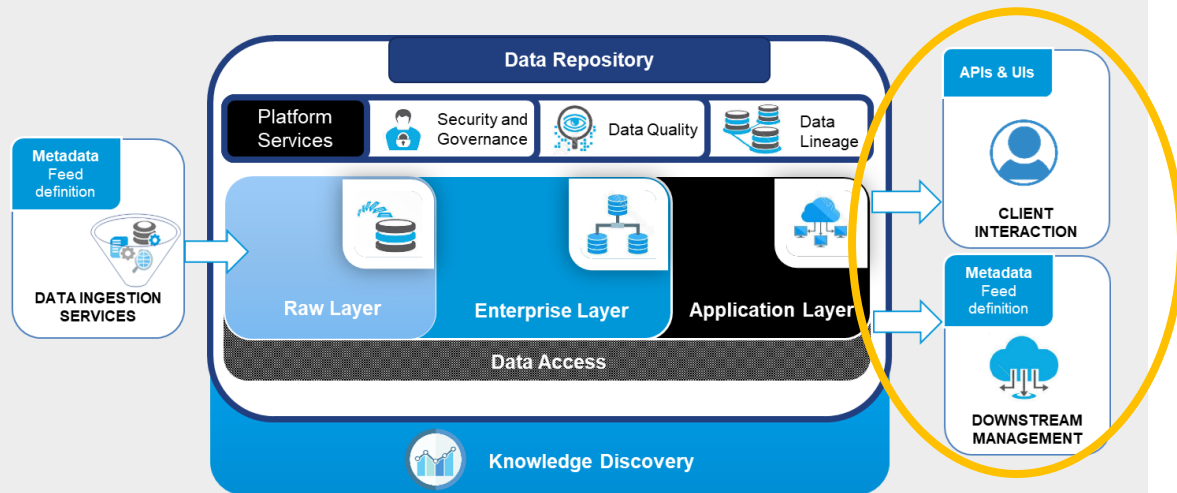 Metadata
Feed
definition
DATA INGESTION
SERVICES
Data Repository
Platform
Services
Security and
Governance
Data Quality
Data
Lineage
Raw Layer
Enterprise Layer
Application Layer
Data Access
Knowledge Discovery
APIs & UIs
CLIENT
INTERACTION
Metadata
Feed
definition
DOWNSTREAM
MANAGEMENT